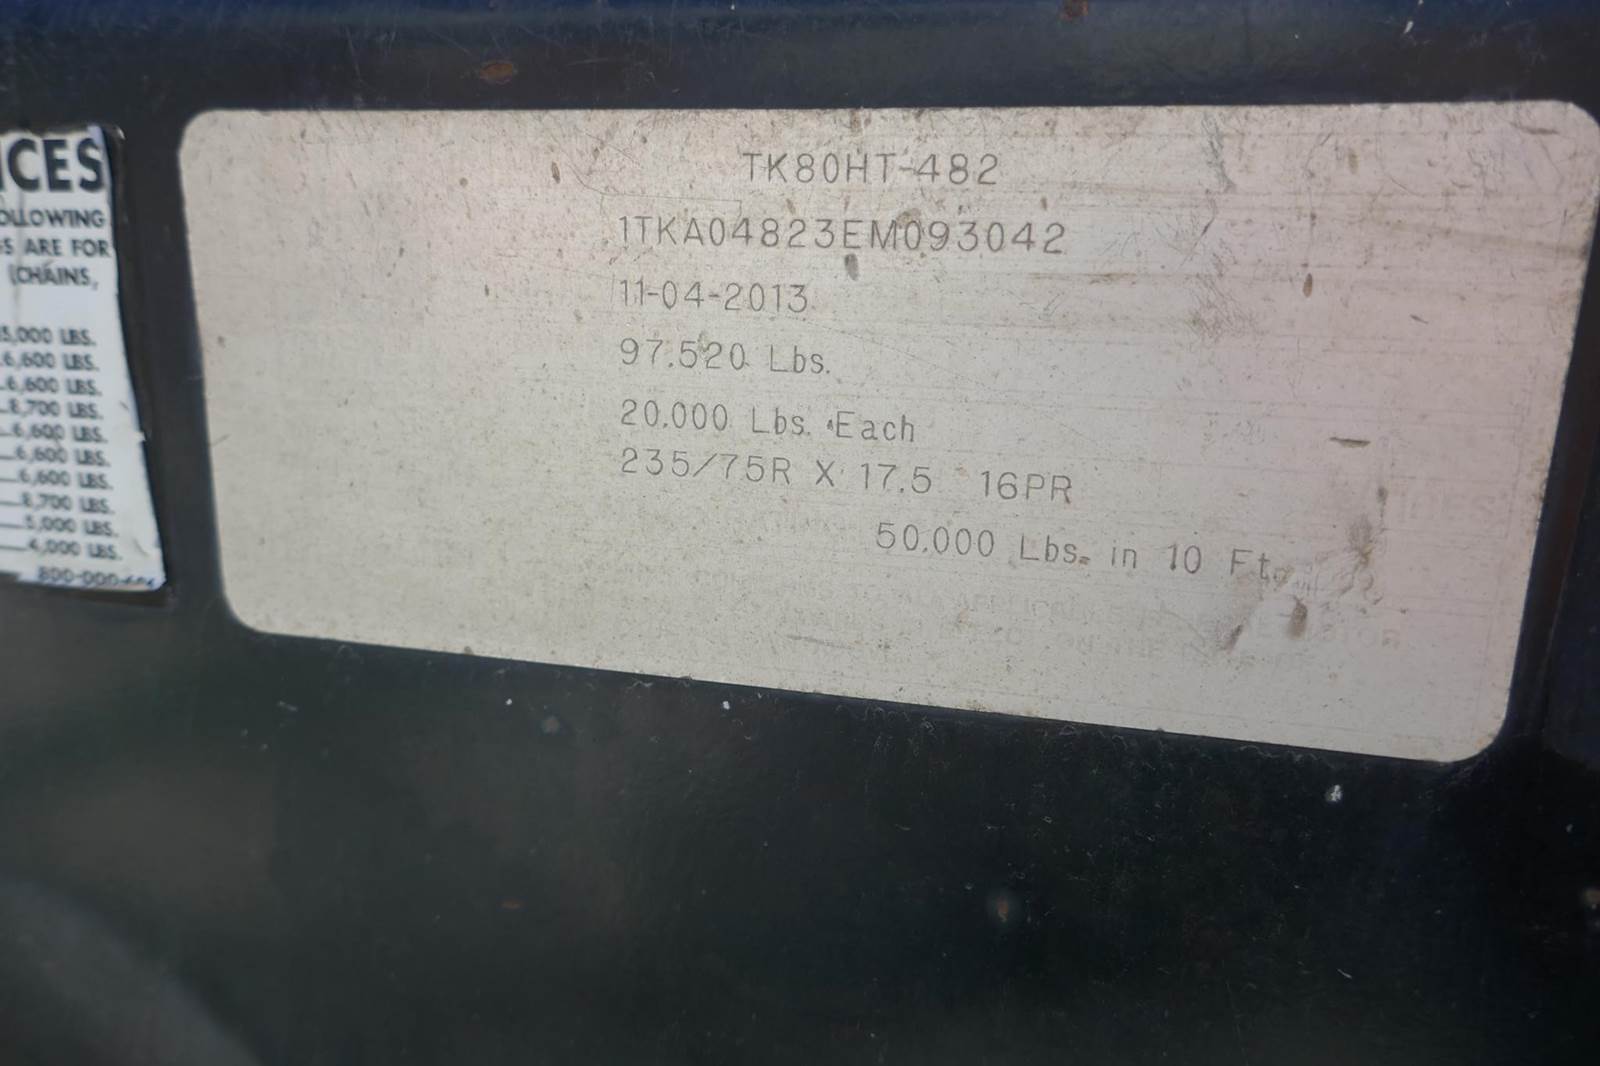 ICES
OLLOWING
GS ARE FOR
(CHAINS,
5,000 LBS.
6,600 LBS.
6,600 LBS.
8,700 LBS.
6,600 LBS.
6,600 LBS.
6,600 LBS.
8,700 LBS.
5,000 LBS.
4,000 LBS.
TK80HT-482
1TKA04823EM093042
11-04-2013
97.520 Lbs.
20.000 Lbs. Each
235/75R X 17.5 16PR
50.000 Lbs. in 10 Ft.